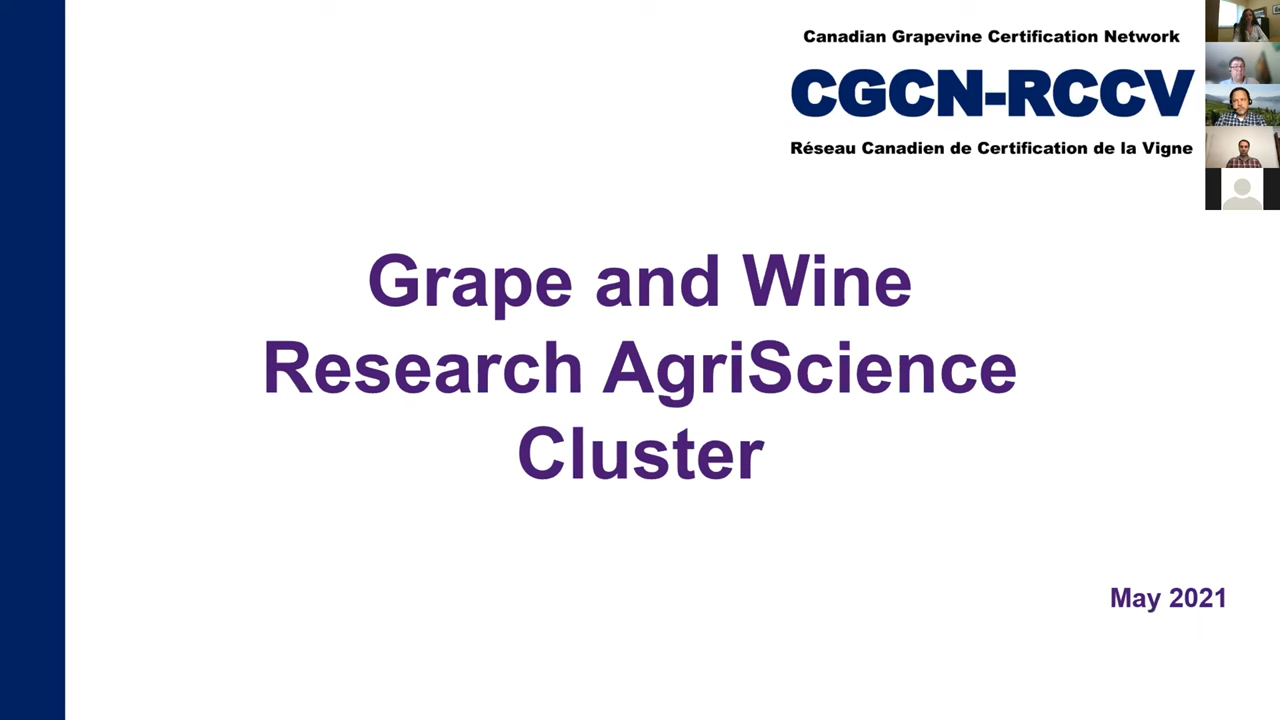 Canadian Grapevine Certification Network
CGCN-RCCV
Réseau Canadien de Certification de la Vigne
Grape and Wine
Research AgriScience
Cluster
May 2021